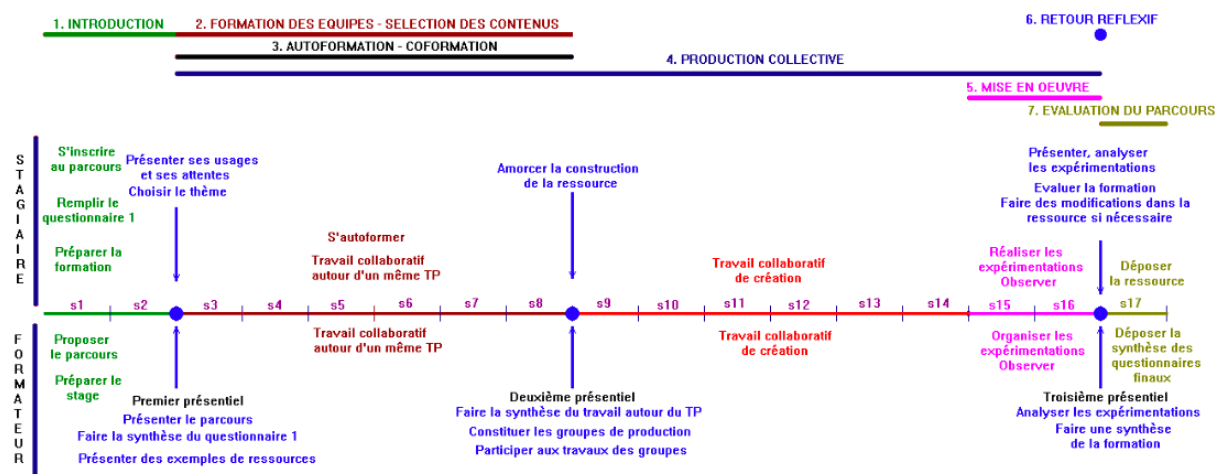 1. INTRODUCTION
2. FORMATION DES EQUIPES - SELECTION DES CONTENUS
6. RETOUR REFLEXIF
3. AUTOFORMATION - COFORMATION
4. PRODUCTION COLLECTIVE
5. MISE EN OEUVRE
7. EVALUATION DU PARCOURS
STAGIAIRE
S'inscrire
au parcours
Remplir le
questionnaire 1
Préparer la
formation
Présenter ses usages
et ses attentes
Choisir le thème
S'autoformer
Travail collaboratif
autour d'un même TP
Amorcer la construction
de la ressource
Travail collaboratif
de création
Réaliser les
expérimentations
Observer
Présenter, analyser
les expérimentations
Evaluer la formation
Faire des modifications dans la
ressource si nécessaire
Déposer
la ressource
s1 s2 s3 s4 s5 s6 s7 s8 s9 s10 s11 s12 s13 s14 s15 s16 s17
FORMATEUR
Proposer
le parcours
Préparer le
stage
Premier présentiel
Présenter le parcours
Faire la synthèse du questionnaire 1
Présenter des exemples de ressources
Travail collaboratif
autour d'un même TP
Deuxième présentiel
Faire la synthèse du travail autour du TP
Constituer les groupes de production
Participer aux travaux des groupes
Travail collaboratif
de création
Organiser les
expérimentations
Observer
Troisième présentiel
Analyser les expérimentations
Faire une synthèse
de la formation
Déposer la
synthèse des
questionnaires
finaux